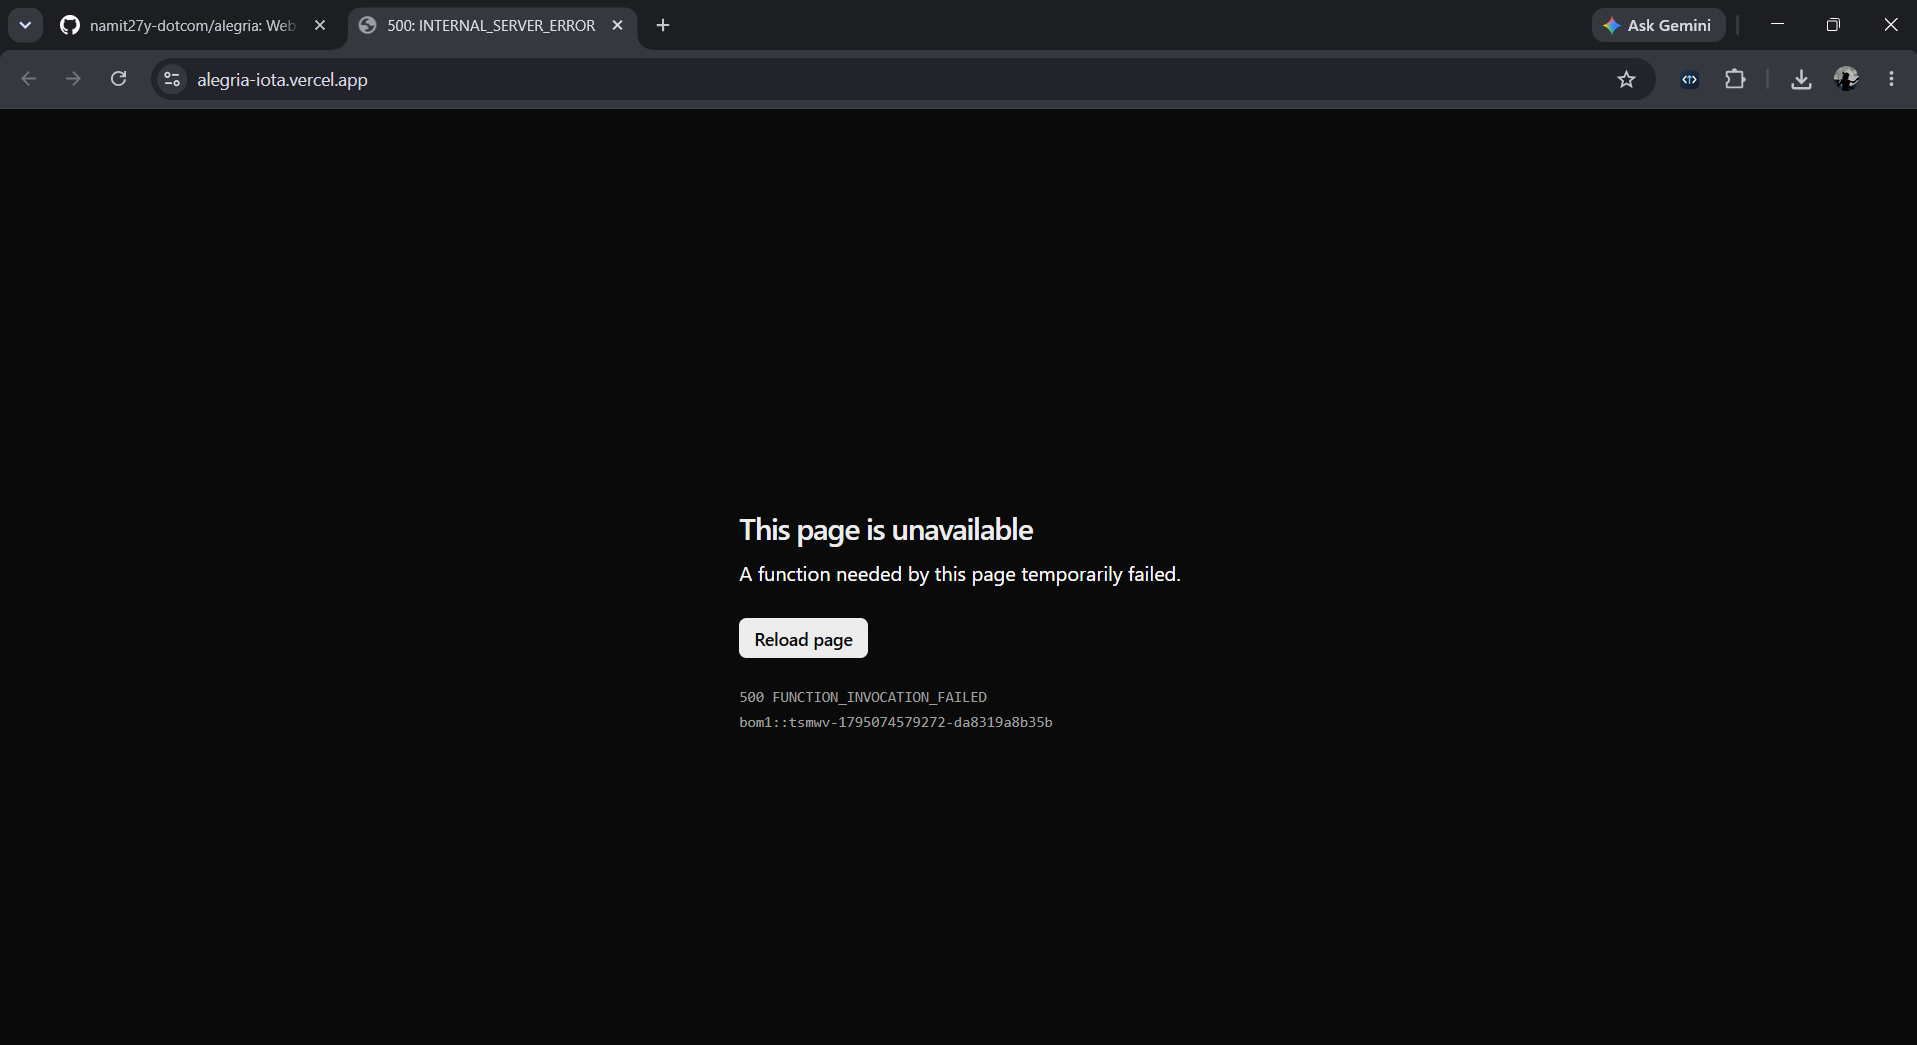 namit27y-dotcom/alegria: Web
500: INTERNAL_SERVER_ERROR
Ask Gemini
alegria-iota.vercel.app
This page is unavailable
A function needed by this page temporarily failed.
Reload page
500 FUNCTION_INVOCATION_FAILED
bom1::tsmwv-1795074579272-da8319a8b35b